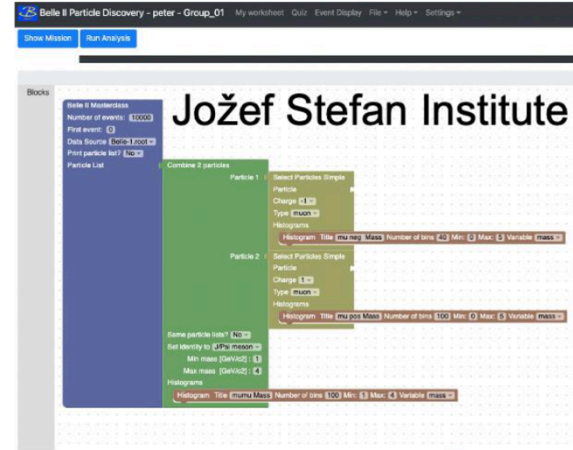 Belle II Particle Discovery - peter - Group_01 My worksheet Quiz Event Display File Help Settings
Show Mission Run Analysis
Jožef Stefan Institute
Blocks
Belle II Masterclass
Number of events: 10000
First event: 0
Data Source Belle-1.root
Print particle list? No
Particle List Combine 2 particles
Particle 1 Select Particles Simple
Particle
Charge -1
Type muon
Histograms
Histogram Title mu neg Mass Number of bins 40 Min: 0 Max: 5 Variable mass
Particle 2 Select Particles Simple
Particle
Charge 1
Type muon
Histograms
Histogram Title mu pos Mass Number of bins 100 Min: 0 Max: 5 Variable mass
Same particle lists? No
Set identity to J/Psi meson
Min mass [GeV/c2] : 1
Max mass [GeV/c2] : 4
Histograms
Histogram Title mumu Mass Number of bins 100 Min: 1 Max: 4 Variable mass